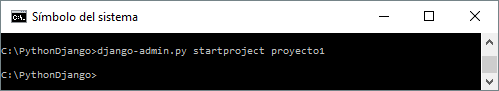 Símbolo del sistema
C:\PythonDjango>django-admin.py startproject proyecto1
C:\PythonDjango>